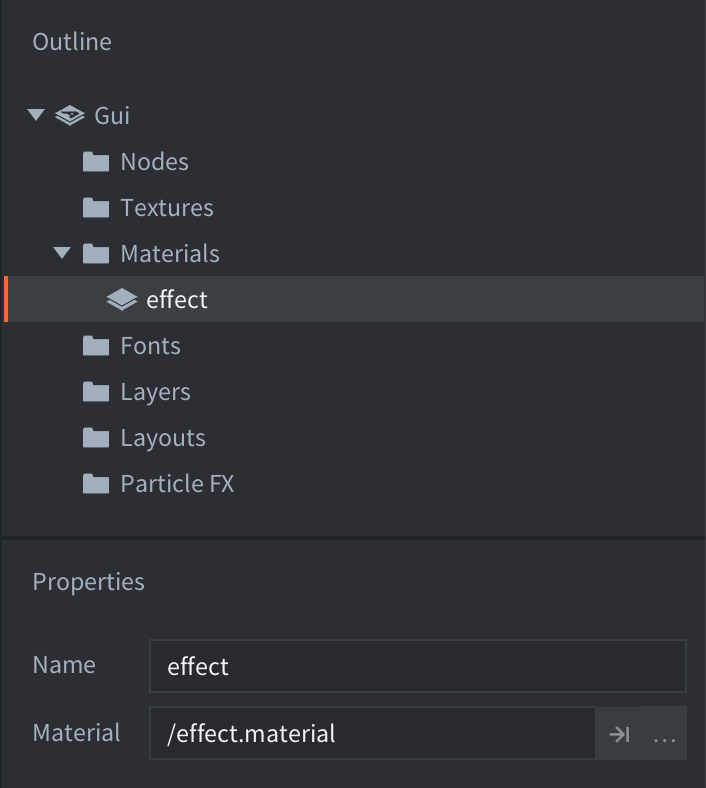 Outline
Gui
Nodes
Textures
Materials
effect
Fonts
Layers
Layouts
Particle FX
Properties
Name effect
Material /effect.material ...